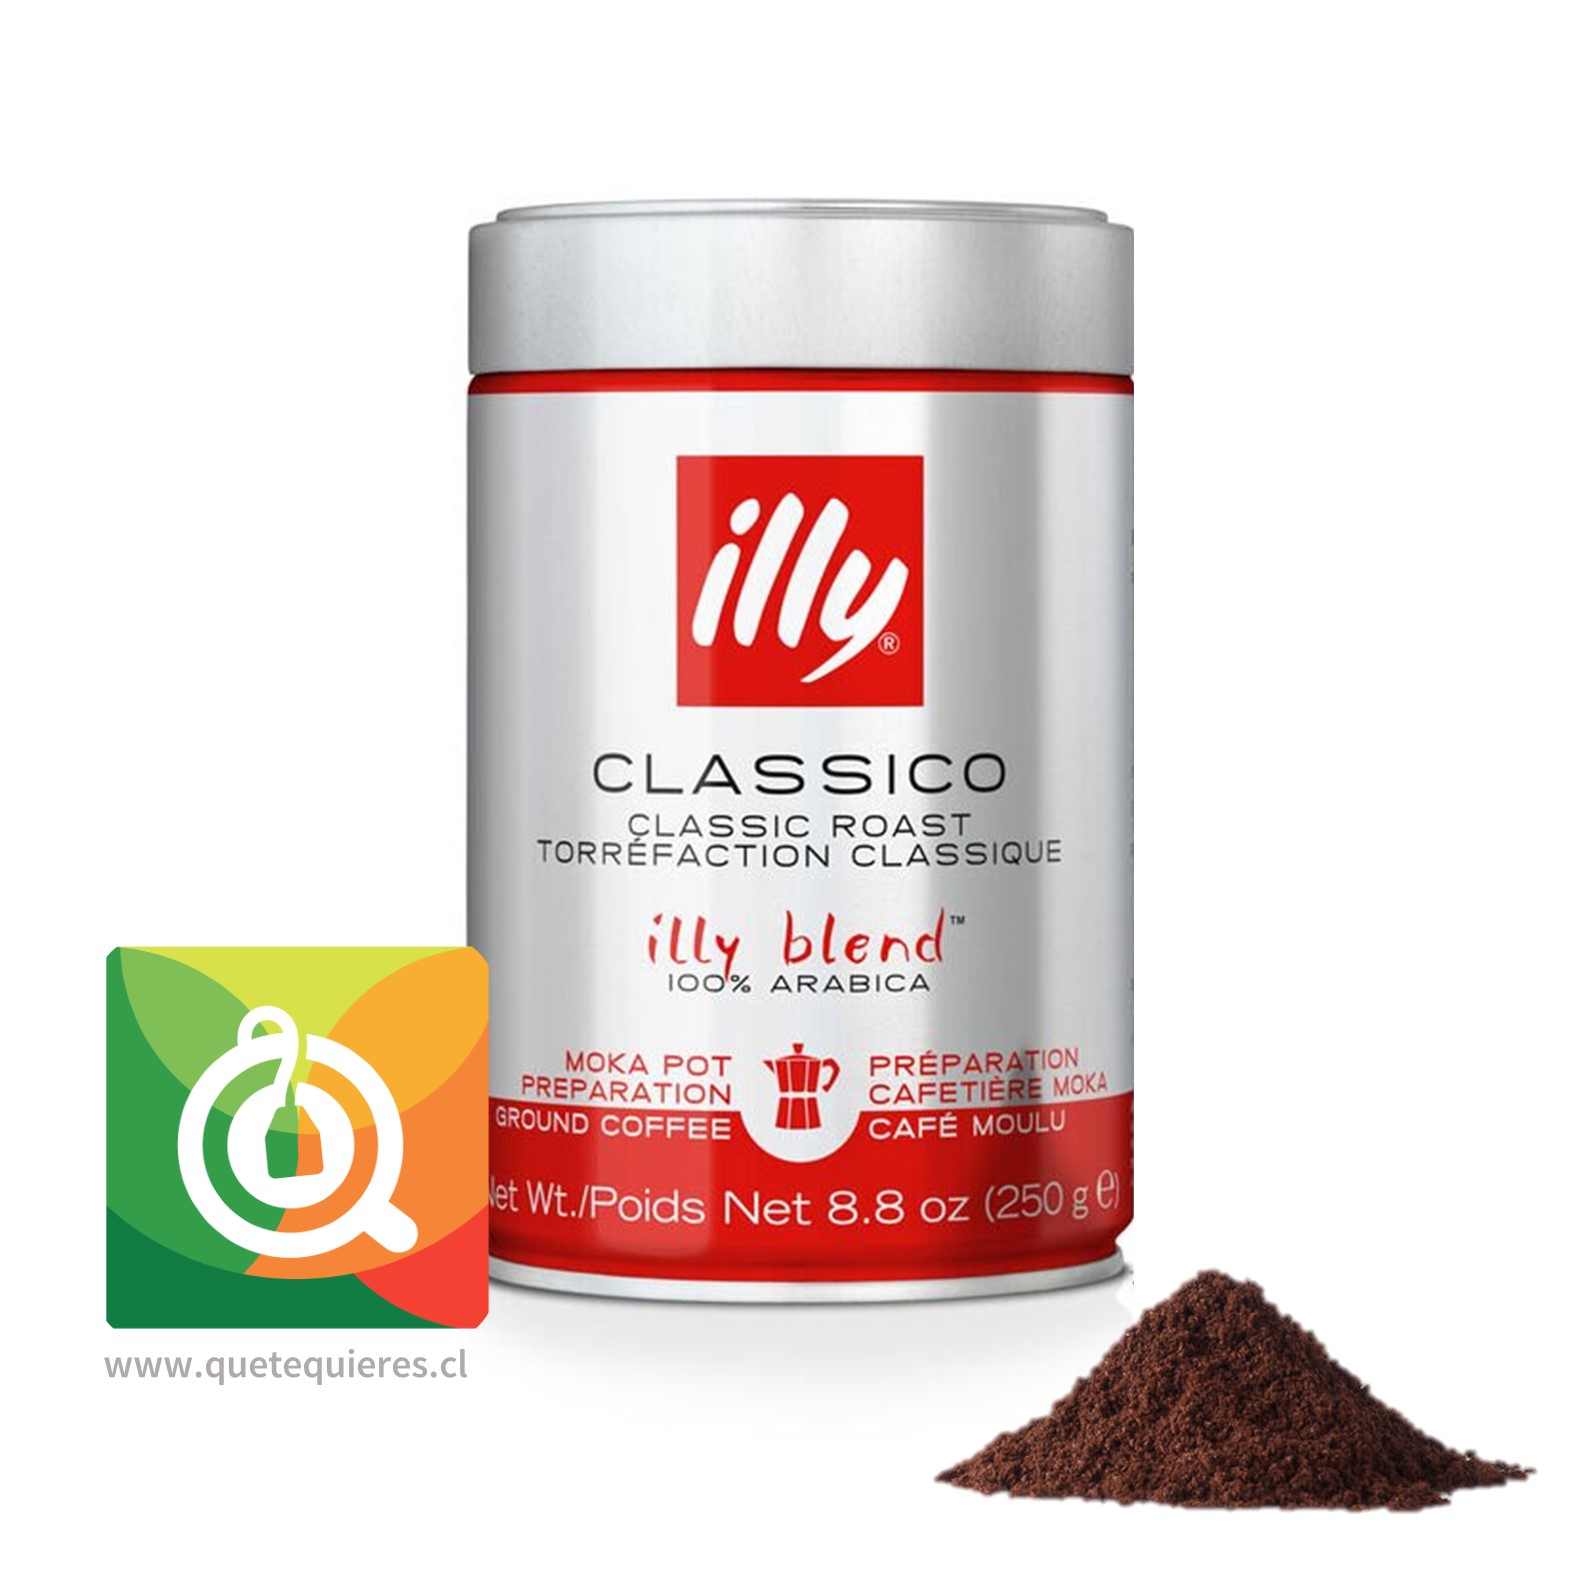 illy®
CLASSICO
CLASSIC ROAST
TORRÉFACTION CLASSIQUE
illy blend™
100% ARABICA
MOKA POT
PREPARATION
GROUND COFFEE
PRÉPARATION
CAFETIÈRE MOKA
CAFÉ MOULU
Net Wt./Poids Net 8.8 oz (250 g ℮)
www.quetequieres.cl